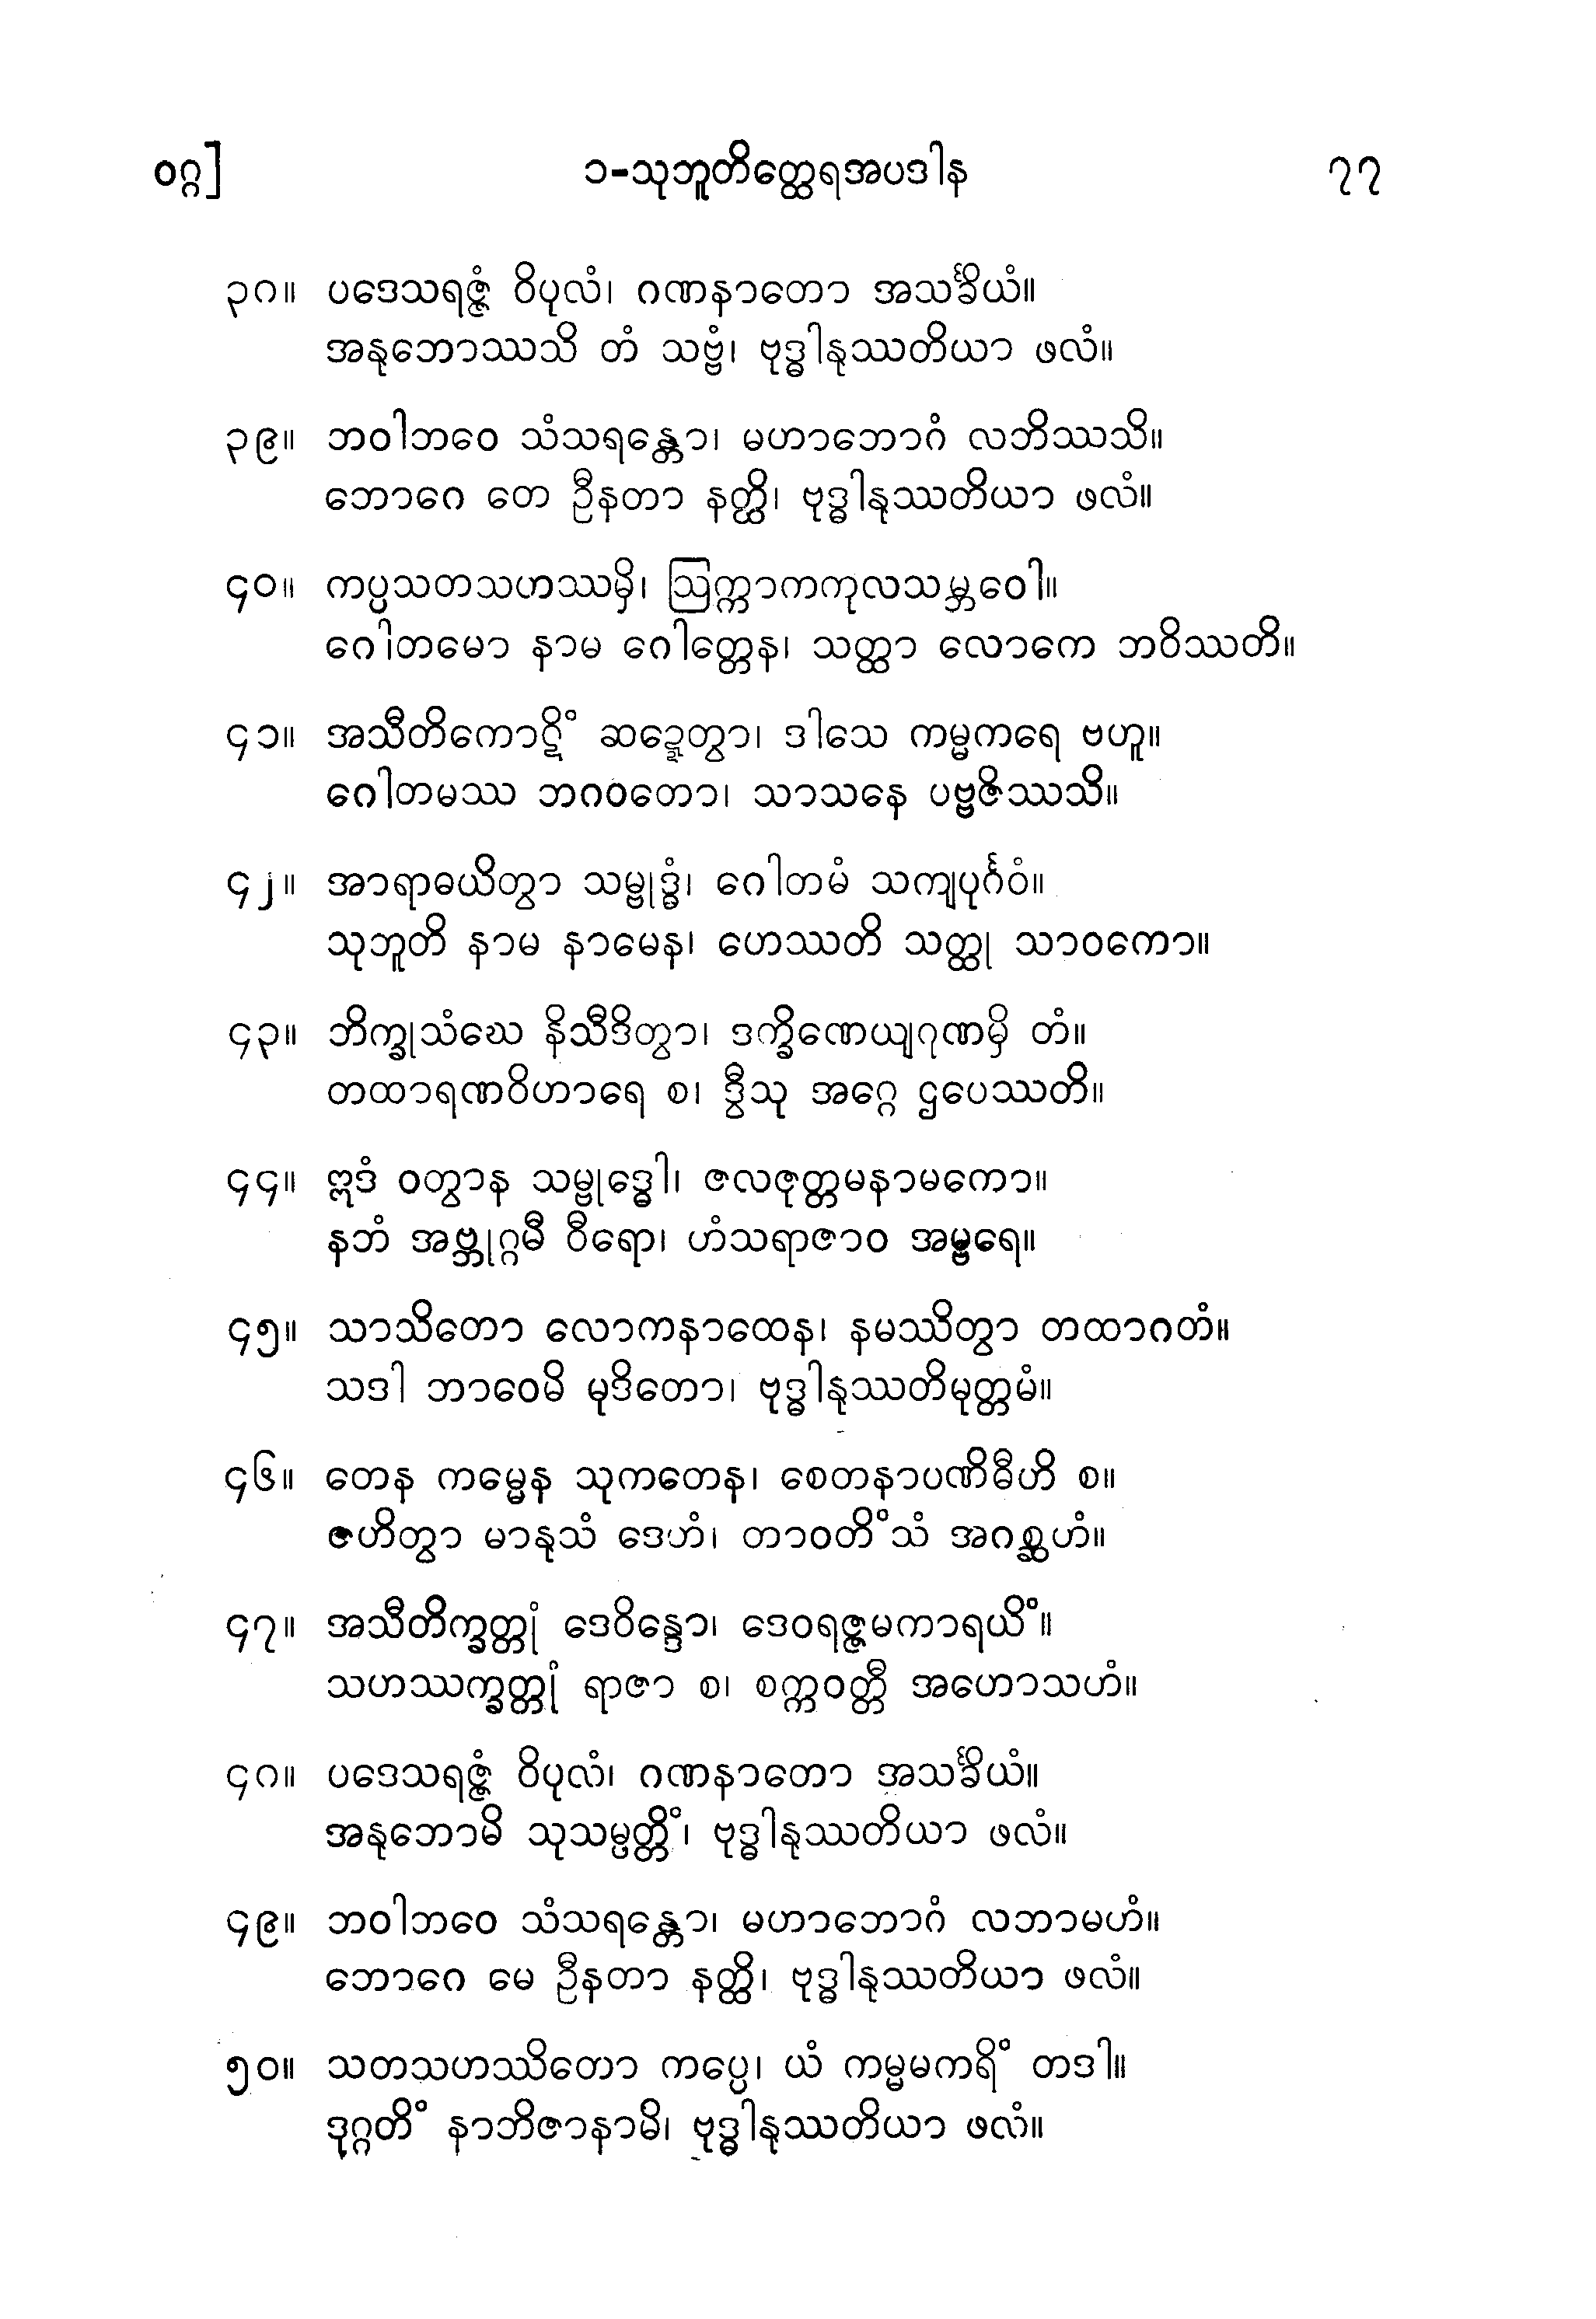 ဝဂ္ဂ] ၁-သုဘူတိတ္ထေရအပဒါန ၇၇
၃၈။ ပဒေသရဇ္ဇံ ဝိပုလံ၊ ဂဏနာတော အသင်္ခိယံ။
အနုဘောဿသိ တံ သဗ္ဗံ၊ ဗုဒ္ဓါနုဿတိယာ ဖလံ။
၃၉။ ဘဝါဘဝေ သံသရန္တော၊ မဟာဘောဂံ လဘိဿသိ။
ဘောဂေ တေ ဦနတာ နတ္ထိ၊ ဗုဒ္ဓါနုဿတိယာ ဖလံ။
၄၀။ ကပ္ပသတသဟဿမှိ၊ ဩက္ကာကကုလသမ္ဘဝေါ။
ဂေါတမော နာမ ဂေါတ္တေန၊ သတ္ထာ လောကေ ဘဝိဿတိ။
၄၁။ အသီတိကောဋိံ ဆဍ္ဍေတွာ၊ ဒါသေ ကမ္မကရေ ဗဟူ။
ဂေါတမဿ ဘဂဝတော၊ သာသနေ ပဗ္ဗဇိဿသိ။
၄၂။ အာရာဓယိတွာ သမ္ဗုဒ္ဓံ၊ ဂေါတမံ သကျပုင်္ဂဝံ။
သုဘူတိ နာမ နာမေန၊ ဟေဿတိ သတ္ထု သာဝကော။
၄၃။ ဘိက္ခုသံဃေ နိသီဒိတွာ၊ ဒက္ခိဏေယျဂုဏမှိ တံ။
တထာရဏဝိဟာရေ စ၊ ဒွီသု အဂ္ဂေ ဌပေဿတိ။
၄၄။ ဣဒံ ဝတွာန သမ္ဗုဒ္ဓေါ၊ ဇလဇုတ္တမနာမကော။
နဘံ အဗ္ဘုဂ္ဂမီ ဝီရော၊ ဟံသရာဇာဝ အမ္ဗရေ။
၄၅။ သာသိတော လောကနာထေန၊ နမဿိတွာ တထာဂတံ။
သဒါ ဘာဝေမိ မုဒိတော၊ ဗုဒ္ဓါနုဿတိမုတ္တမံ။
၄၆။ တေန ကမ္မေန သုကတေန၊ စေတနာပဏိဓီဟိ စ။
ဇဟိတွာ မာနုသံ ဒေဟံ၊ တာဝတိံသံ အဂစ္ဆဟံ။
၄၇။ အသီတိက္ခတ္တုံ ဒေဝိန္ဒော၊ ဒေဝရဇ္ဇမကာရယိံ။
သဟဿက္ခတ္တုံ ရာဇာ စ၊ စက္ကဝတ္တီ အဟောသဟံ။
၄၈။ ပဒေသရဇ္ဇံ ဝိပုလံ၊ ဂဏနာတော အသင်္ခိယံ။
အနုဘောမိ သုသမ္ပတ္တိံ၊ ဗုဒ္ဓါနုဿတိယာ ဖလံ။
၄၉။ ဘဝါဘဝေ သံသရန္တော၊ မဟာဘောဂံ လဘာမဟံ။
ဘောဂေ မေ ဦနတာ နတ္ထိ၊ ဗုဒ္ဓါနုဿတိယာ ဖလံ။
၅၀။ သတသဟဿိတော ကပ္ပေ၊ ယံ ကမ္မမကရိံ တဒါ။
ဒုဂ္ဂတိံ နာဘိဇာနာမိ၊ ဗုဒ္ဓါနုဿတိယာ ဖလံ။